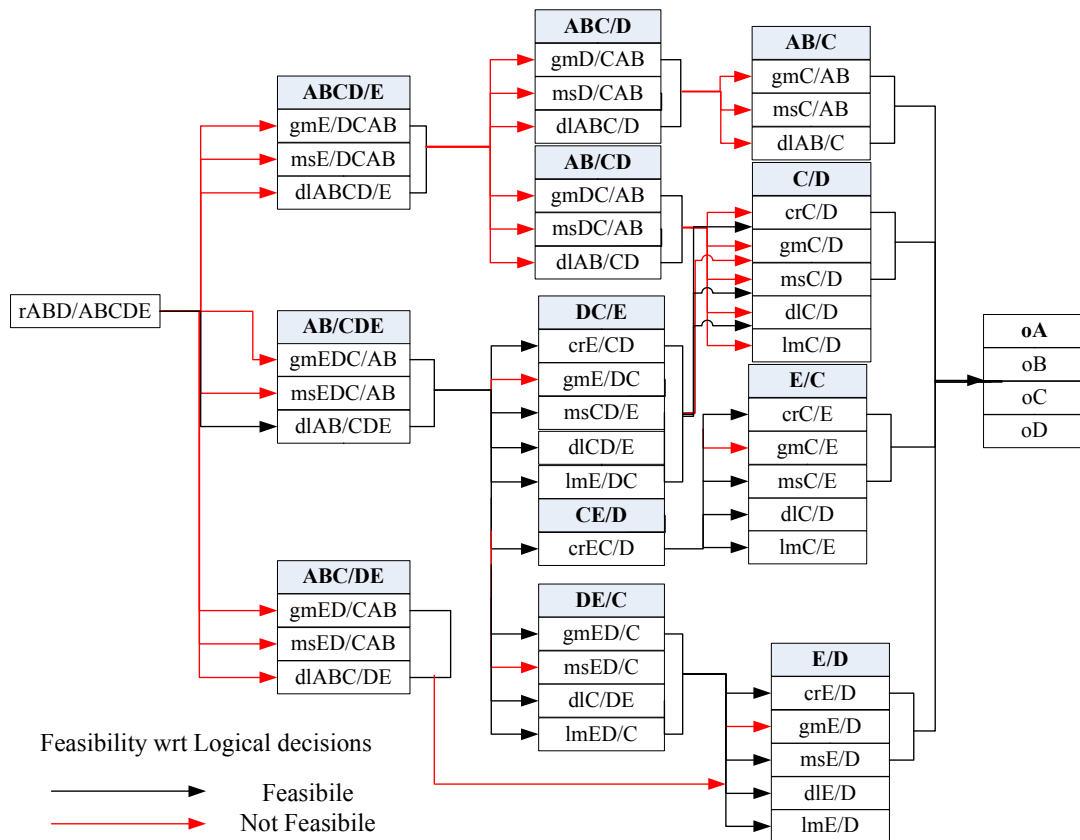 rABD/ABCDE
ABCD/E
gmE/DCAB
msE/DCAB
dlABCD/E
AB/CDE
gmEDC/AB
msEDC/AB
dlAB/CDE
ABC/DE
gmED/CAB
msED/CAB
dlABC/DE
ABC/D
gmD/CAB
msD/CAB
dlABC/D
AB/CD
gmDC/AB
msDC/AB
dlAB/CD
DC/E
crE/CD
gmE/DC
msCD/E
dlCD/E
lmE/DC
CE/D
crEC/D
DE/C
gmED/C
msED/C
dlC/DE
lmED/C
AB/C
gmC/AB
msC/AB
dlAB/C
C/D
crC/D
gmC/D
msC/D
dlC/D
lmC/D
E/C
crC/E
gmC/E
msC/E
dlC/D
lmC/E
E/D
crE/D
gmE/D
msE/D
dlE/D
lmE/D
oA
oB
oC
oD
Feasibility wrt Logical decisions
Feasibile
Not Feasibile